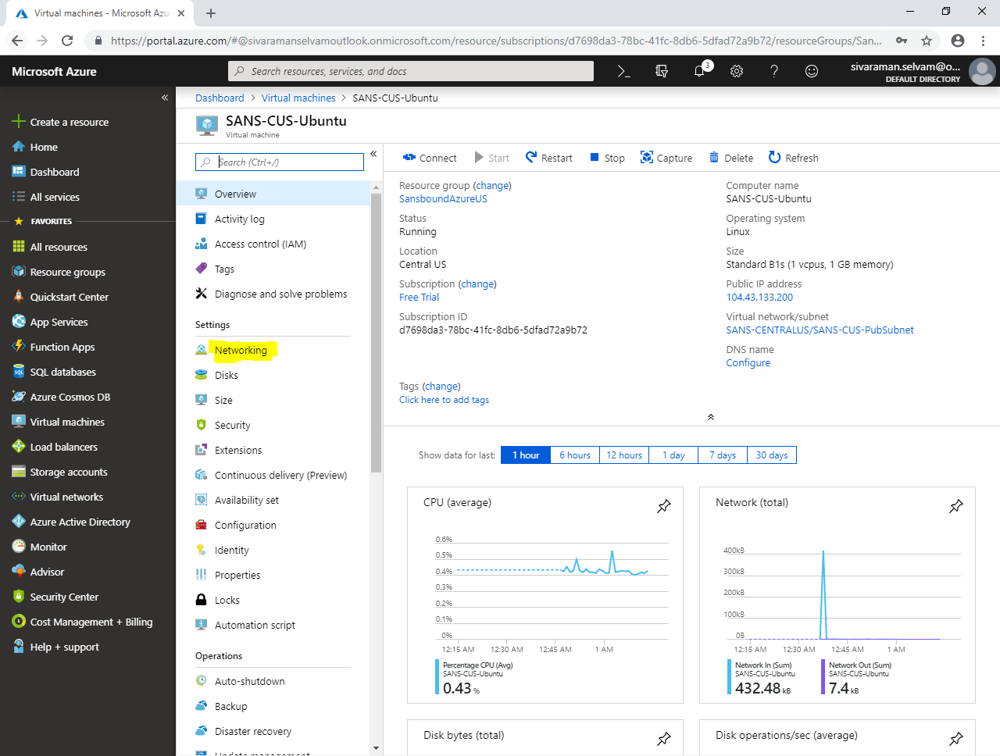 Virtual machines - Microsoft Azu
https://portal.azure.com/#@sivaramanselvamoutlook.onmicrosoft.com/resource/subscriptions/d7698da3-78bc-41fc-8db6-5dfad72a9b72/resourceGroups/San...
Microsoft Azure
Search resources, services, and docs
3
sivaraman.selvam@o...
DEFAULT DIRECTORY
Create a resource
Home
Dashboard
All services
FAVORITES
All resources
Resource groups
Quickstart Center
App Services
Function Apps
SQL databases
Azure Cosmos DB
Virtual machines
Load balancers
Storage accounts
Virtual networks
Azure Active Directory
Monitor
Advisor
Security Center
Cost Management + Billing
Help + support
Dashboard > Virtual machines > SANS-CUS-Ubuntu
SANS-CUS-Ubuntu
Virtual machine
Search (Ctrl+/)
Overview
Activity log
Access control (IAM)
Tags
Diagnose and solve problems
Settings
Networking
Disks
Size
Security
Extensions
Continuous delivery (Preview)
Availability set
Configuration
Identity
Properties
Locks
Automation script
Operations
Auto-shutdown
Backup
Disaster recovery
Update management
Connect Start Restart Stop Capture Delete Refresh
Resource group (change)
SansboundAzureUS
Status
Running
Location
Central US
Subscription (change)
Free Trial
Subscription ID
d7698da3-78bc-41fc-8db6-5dfad72a9b72
Computer name
SANS-CUS-Ubuntu
Operating system
Linux
Size
Standard B1s (1 vcpus, 1 GB memory)
Public IP address
104.43.133.200
Virtual network/subnet
SANS-CENTRALUS/SANS-CUS-PubSubnet
DNS name
Configure
Tags (change)
Click here to add tags
Show data for last: 1 hour 6 hours 12 hours 1 day 7 days 30 days
CPU (average)
0.6%
0.5%
0.4%
0.3%
0.2%
0.1%
0%
12:15 AM 12:30 AM 12:45 AM 1 AM
Percentage CPU (Avg)
SANS-CUS-Ubuntu
0.43 %
Network (total)
400kB
300kB
200kB
100kB
0B
12:15 AM 12:30 AM 12:45 AM 1 AM
Network In (Sum)
SANS-CUS-Ubuntu
432.48 kB
Network Out (Sum)
SANS-CUS-Ubuntu
7.4 kB
Disk bytes (total)
Disk operations/sec (average)